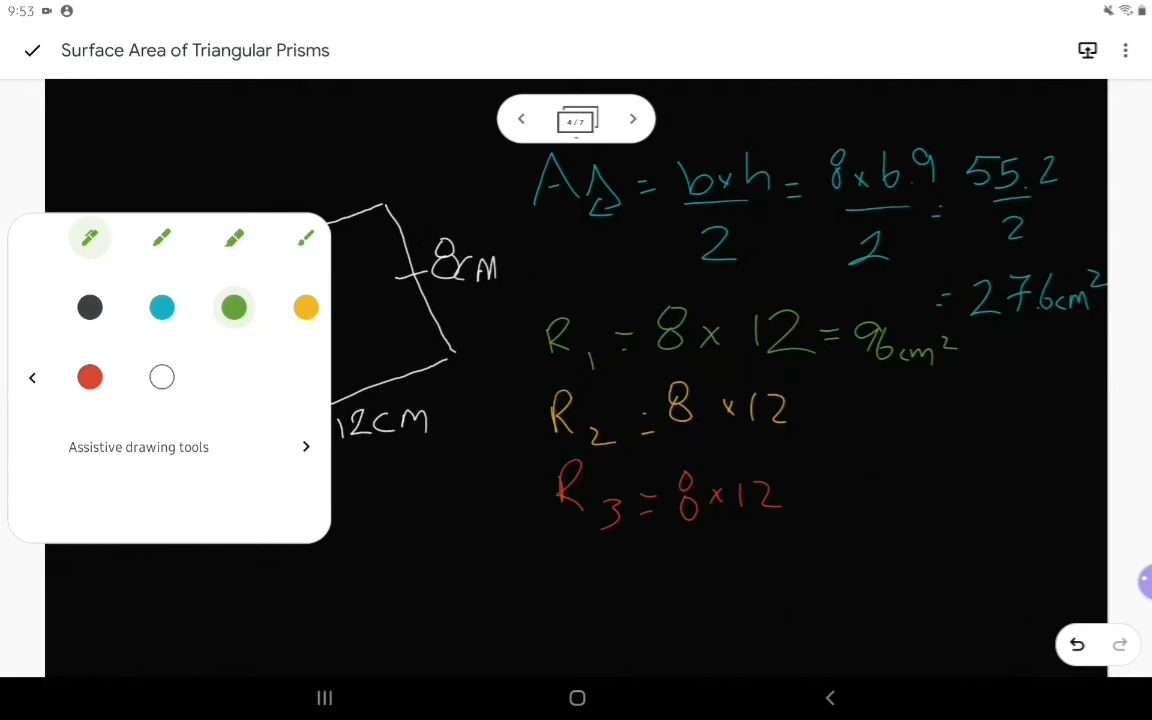 9:53
Surface Area of Triangular Prisms
4 / 7
A△ = b×h/2 = 8×6.9/2 = 55.2/2
= 27.6cm²
8cm
R₁ = 8 × 12 = 96cm²
R₂ = 8 × 12
12cm
R₃ = 8 × 12
Assistive drawing tools